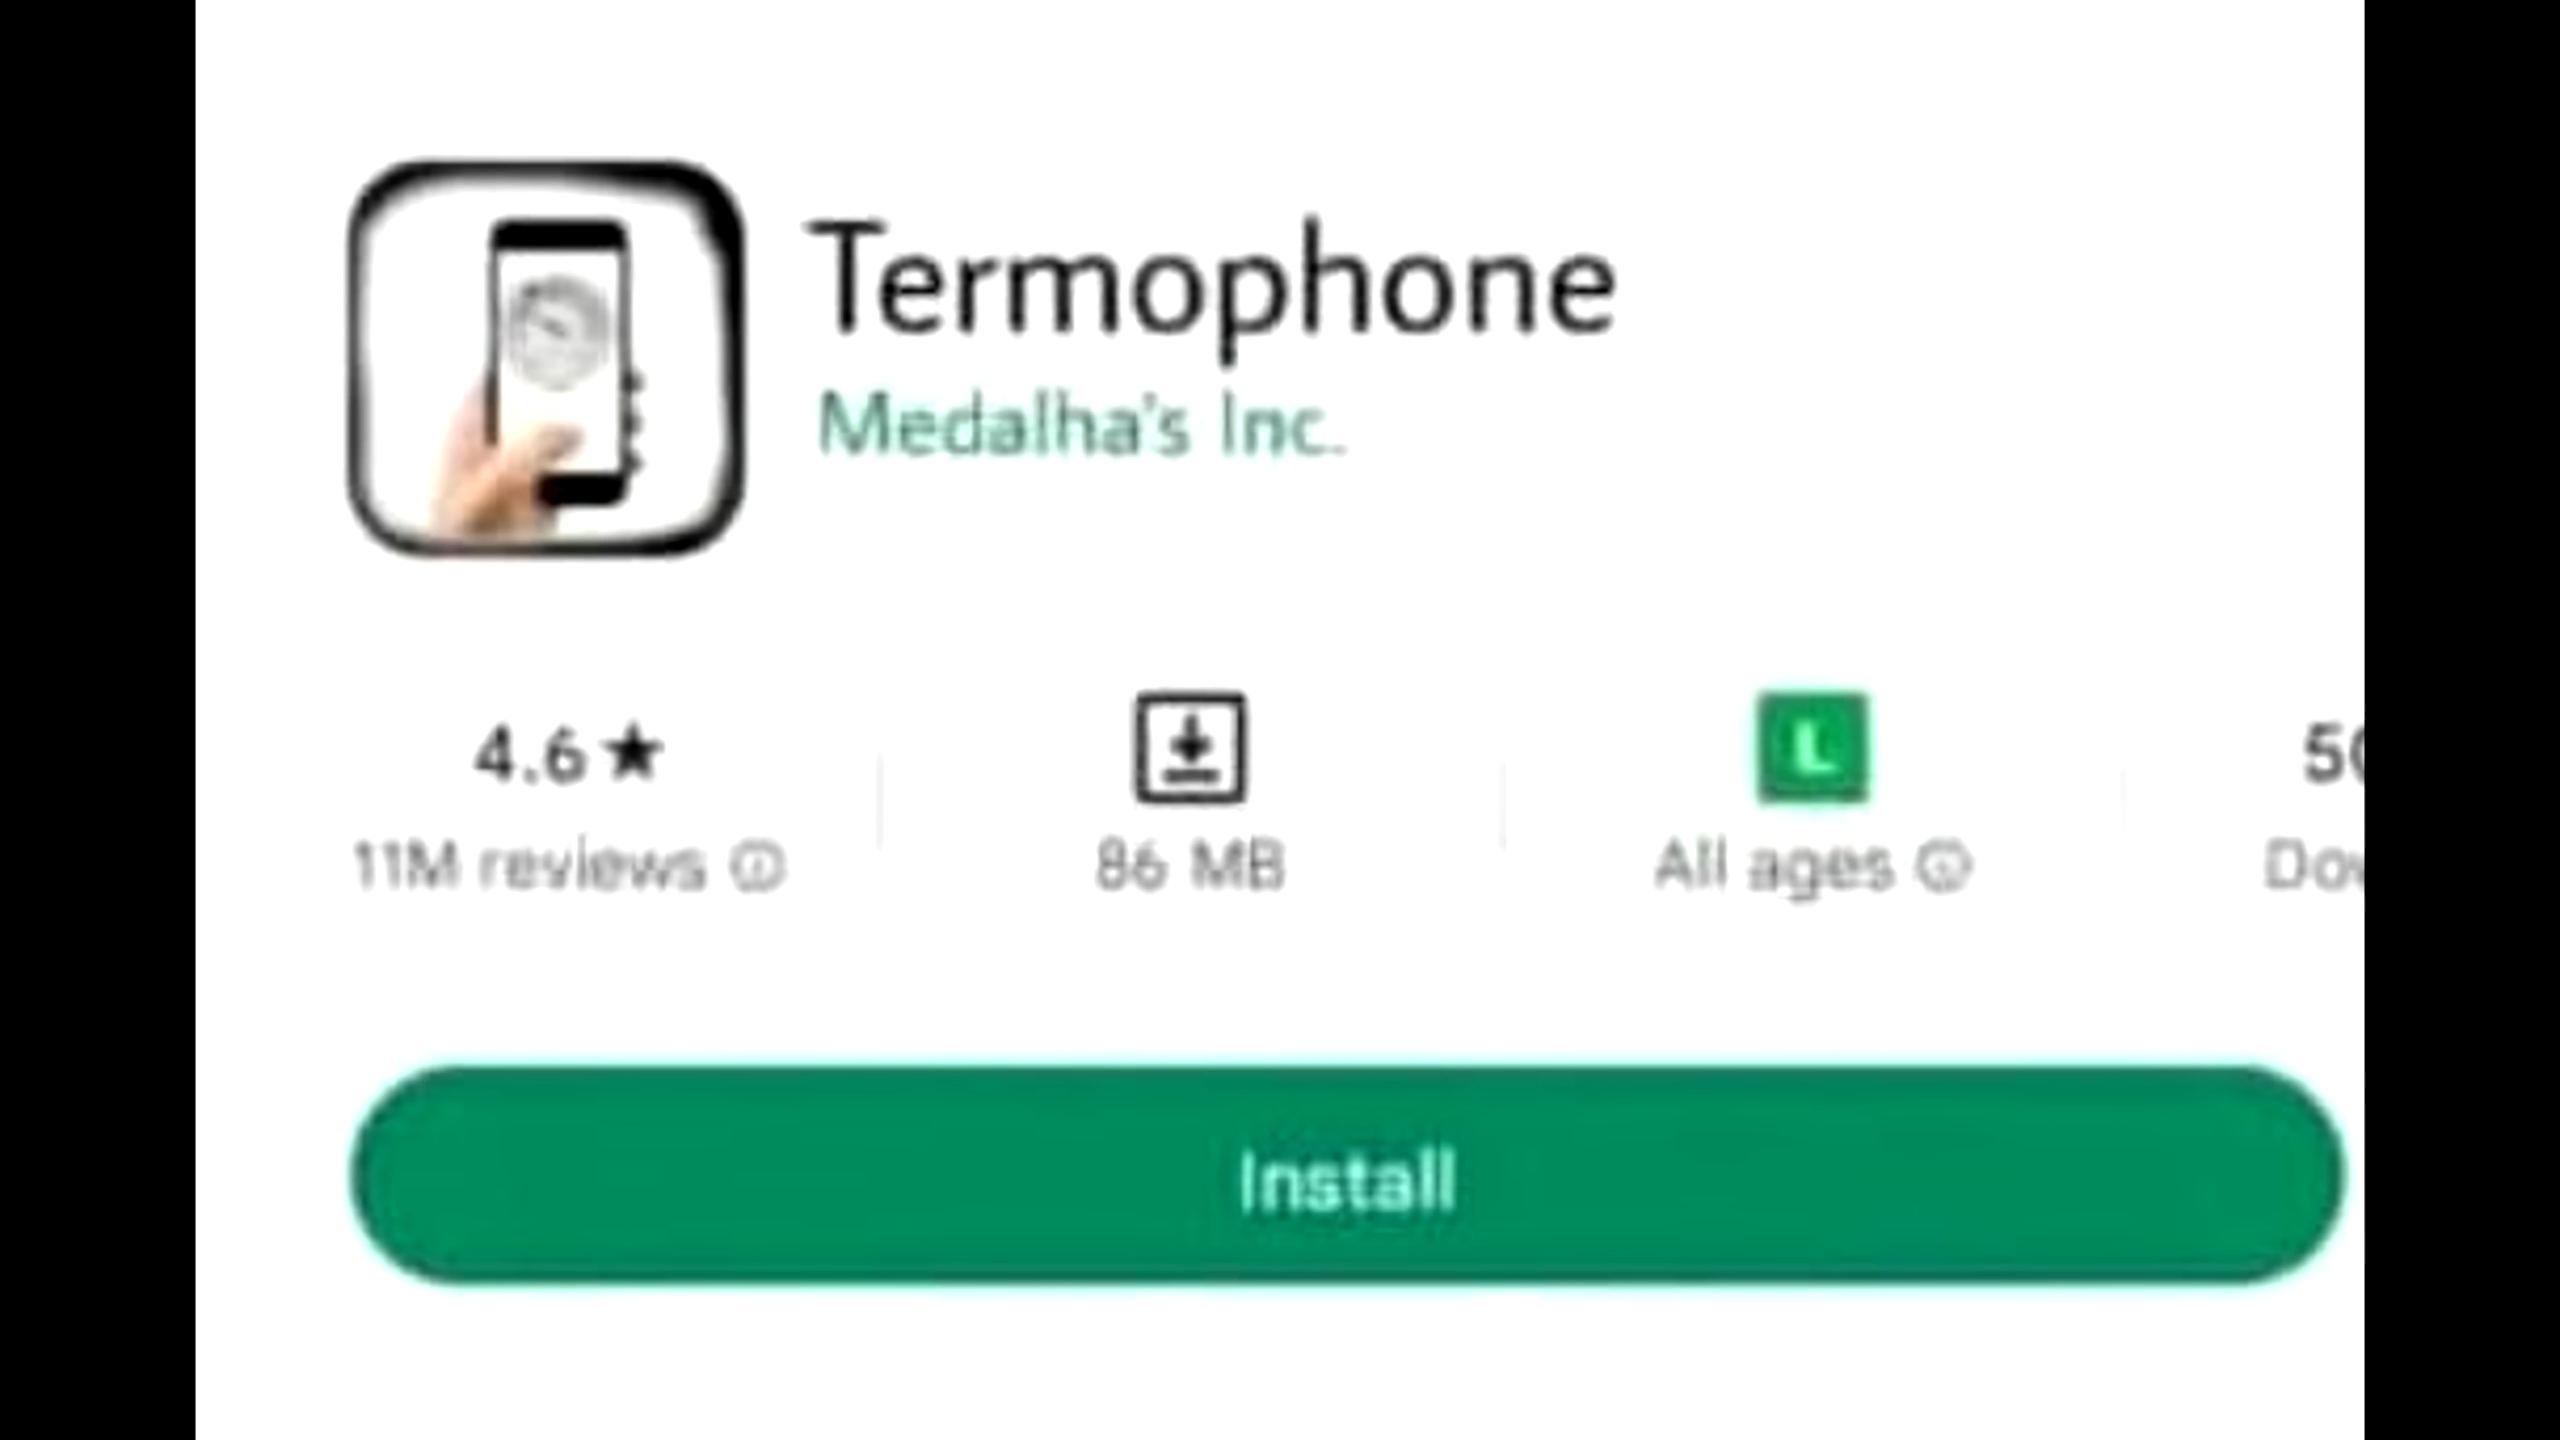 Termophone
Medalha's Inc.
4.6★
11M reviews
86 MB
L
All ages
Install